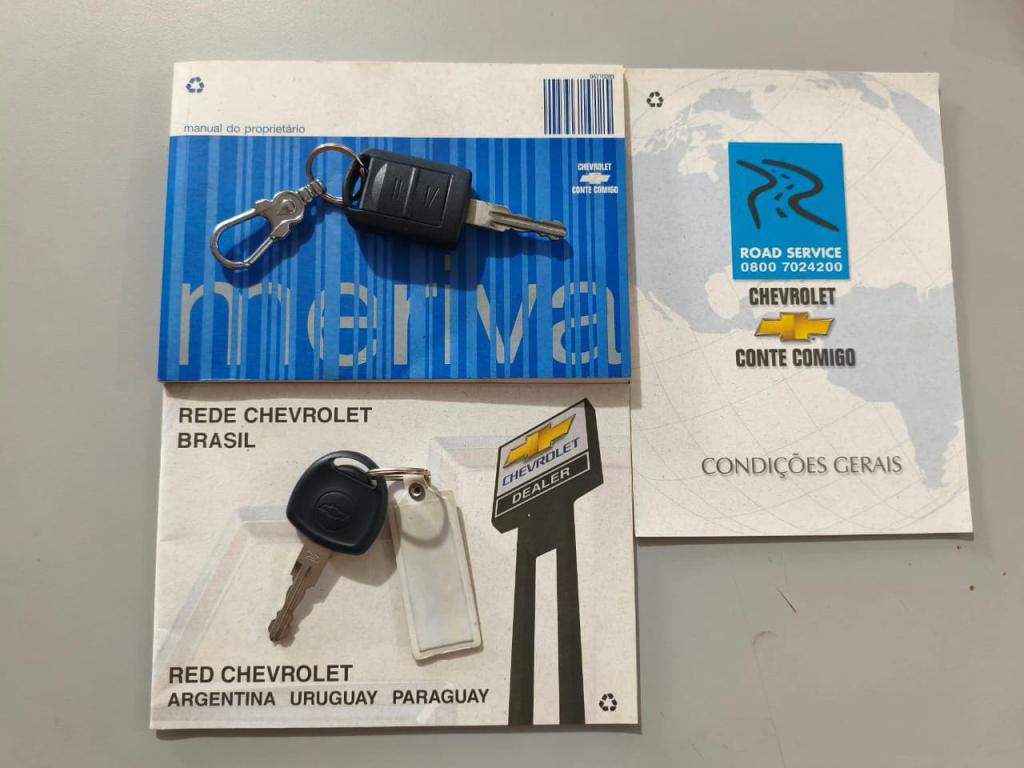 manual do proprietário
CHEVROLET
CONTE COMIGO
meriva
ROAD SERVICE
0800 7024200
CHEVROLET
CONTE COMIGO
CONDIÇÕES GERAIS
REDE CHEVROLET
BRASIL
CHEVROLET
DEALER
RED CHEVROLET
ARGENTINA URUGUAY PARAGUAY